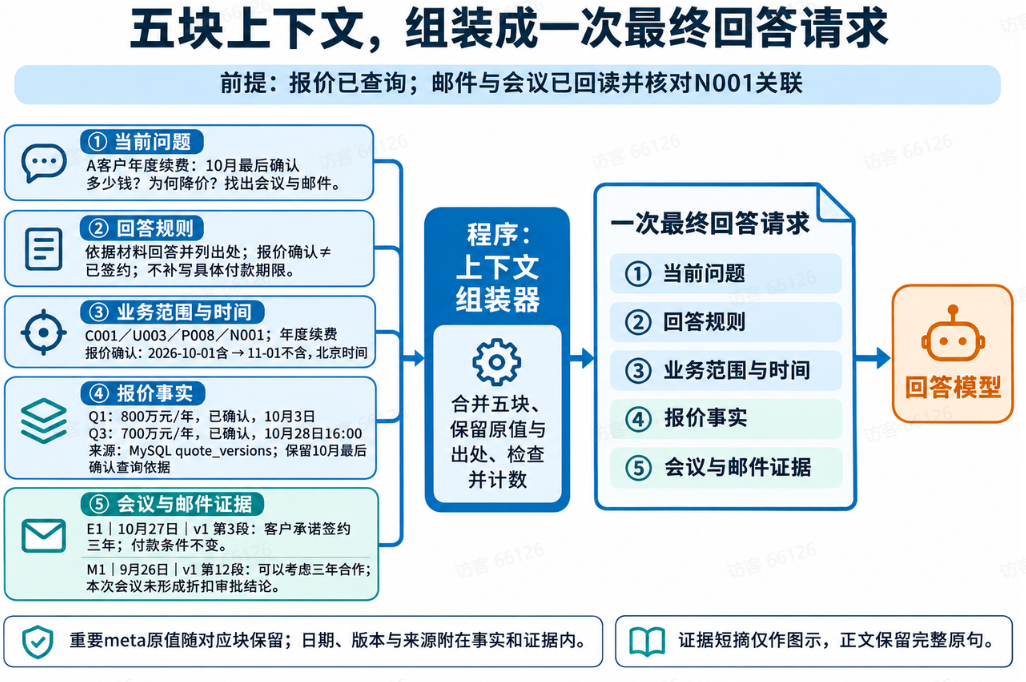 五块上下文，组装成一次最终回答请求
前提：报价已查询；邮件与会议已回读并核对N001关联
① 当前问题
A客户年度续费：10月最后确认
多少钱？为何降价？找出会议与邮件。
② 回答规则
依据材料回答并列出处；报价确认≠
已签约；不补写具体付款期限。
③ 业务范围与时间
C001／U003／P008／N001；年度续费
报价确认：2026-10-01含 → 11-01不含，北京时间
④ 报价事实
Q1：800万元/年，已确认，10月3日
Q3：700万元/年，已确认，10月28日16:00
来源：MySQL quote_versions；保留10月最后
确认查询依据
⑤ 会议与邮件证据
E1｜10月27日｜v1 第3段：客户承诺签约
三年；付款条件不变。
M1｜9月26日｜v1 第12段：可以考虑三年合作；
本次会议未形成折扣审批结论。
程序：
上下文
组装器
合并五块、
保留原值与
出处、检查
并计数
一次最终回答请求
① 当前问题
② 回答规则
③ 业务范围与时间
④ 报价事实
⑤ 会议与邮件证据
回答模型
重要meta原值随对应块保留；日期、版本与来源附在事实和证据内。
证据短摘仅作图示，正文保留完整原句。
访客 66126